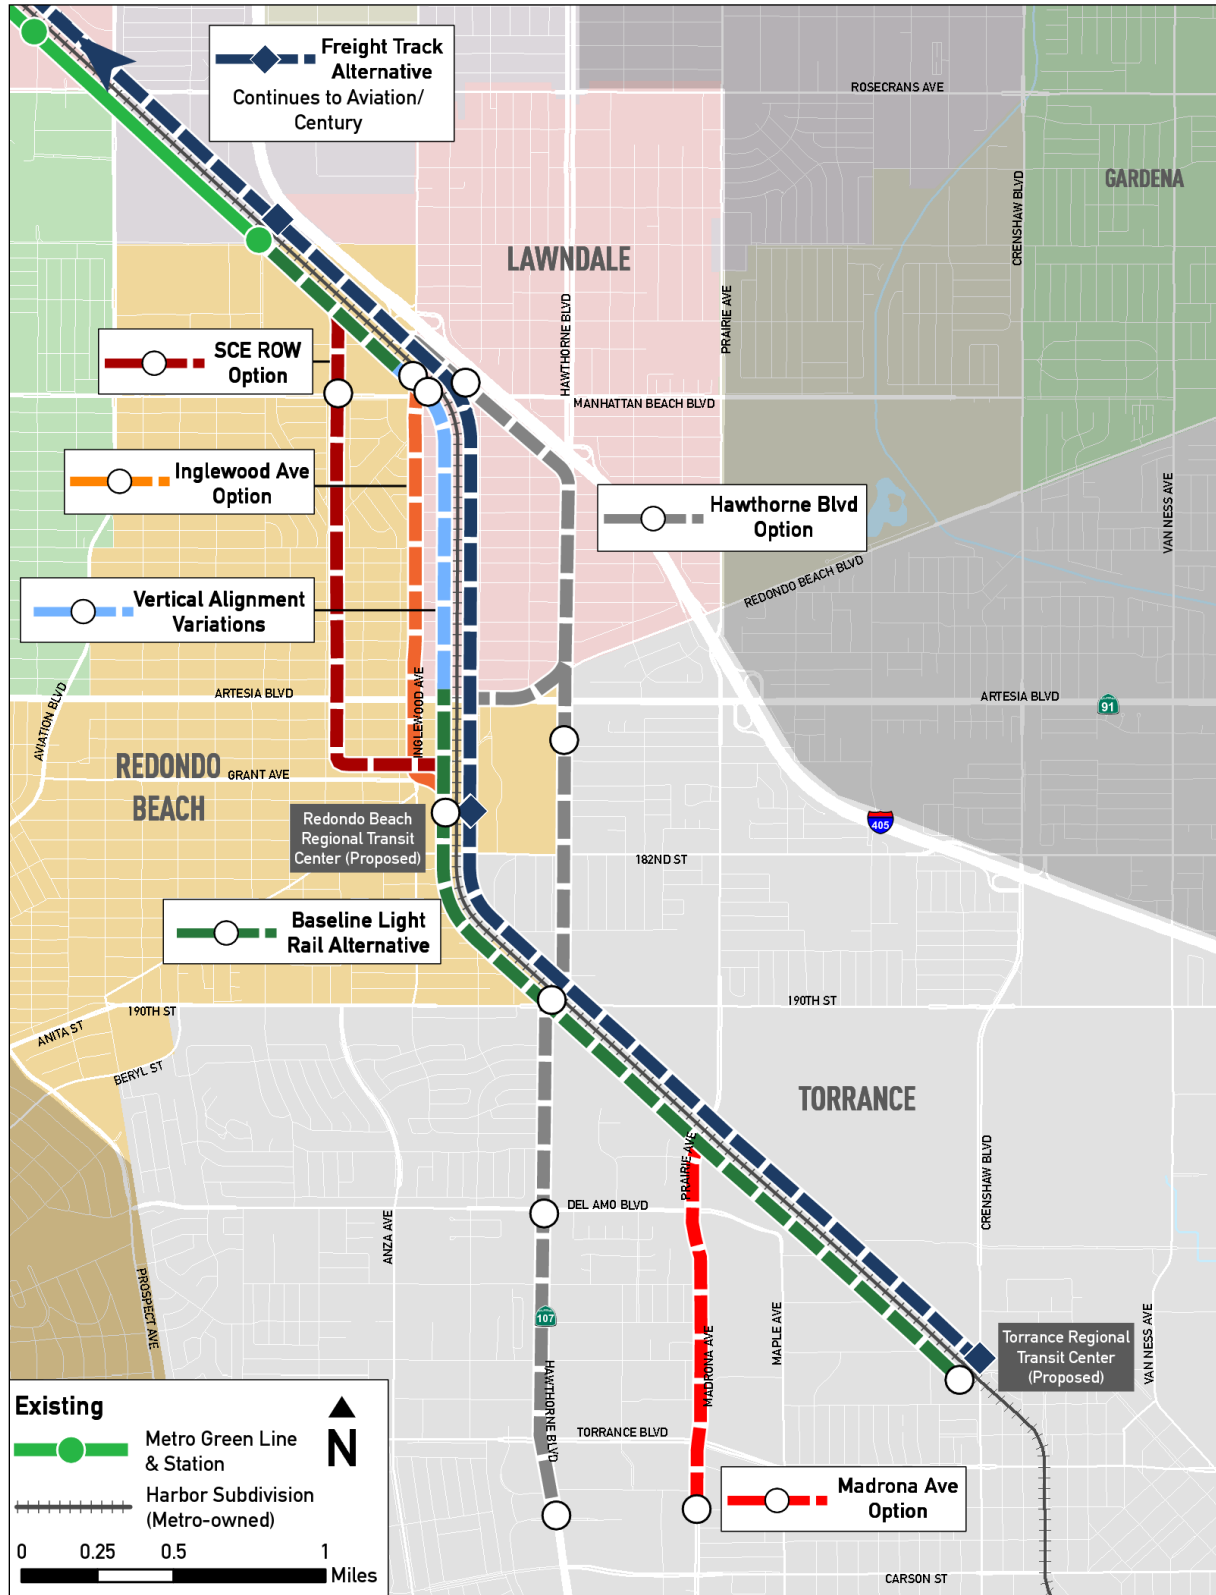 Freight Track
Alternative
Continues to Aviation/
Century
ROSECRANS AVE
GARDENA
CRENSHAW BLVD
LAWNDALE
HAWTHORNE BLVD
PRAIRIE AVE
SCE ROW
Option
MANHATTAN BEACH BLVD
Inglewood Ave
Option
Hawthorne Blvd
Option
VAN NESS AVE
REDONDO BEACH BLVD
Vertical Alignment
Variations
AVIATION BLVD
ARTESIA BLVD
INGLEWOOD AVE
ARTESIA BLVD
91
REDONDO
BEACH
GRANT AVE
Redondo Beach
Regional Transit
Center (Proposed)
405
182ND ST
Baseline Light
Rail Alternative
190TH ST
190TH ST
ANITA ST
BERYL ST
TORRANCE
PRAIRIE AVE
CRENSHAW BLVD
DEL AMO BLVD
ANZA AVE
PROSPECT AVE
107
MAPLE AVE
MADRONA AVE
VAN NESS AVE
Torrance Regional
Transit Center
(Proposed)
HAWTHORNE BLVD
TORRANCE BLVD
Madrona Ave
Option
CARSON ST
Existing
N
Metro Green Line
& Station
Harbor Subdivision
(Metro-owned)
0 0.25 0.5 1
Miles